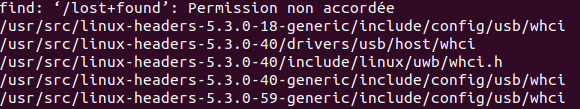 find: ‘/lost+found’: Permission non accordée
/usr/src/linux-headers-5.3.0-18-generic/include/config/usb/whci
/usr/src/linux-headers-5.3.0-40/drivers/usb/host/whci
/usr/src/linux-headers-5.3.0-40/include/linux/uwb/whci.h
/usr/src/linux-headers-5.3.0-40-generic/include/config/usb/whci
/usr/src/linux-headers-5.3.0-59-generic/include/config/usb/whci